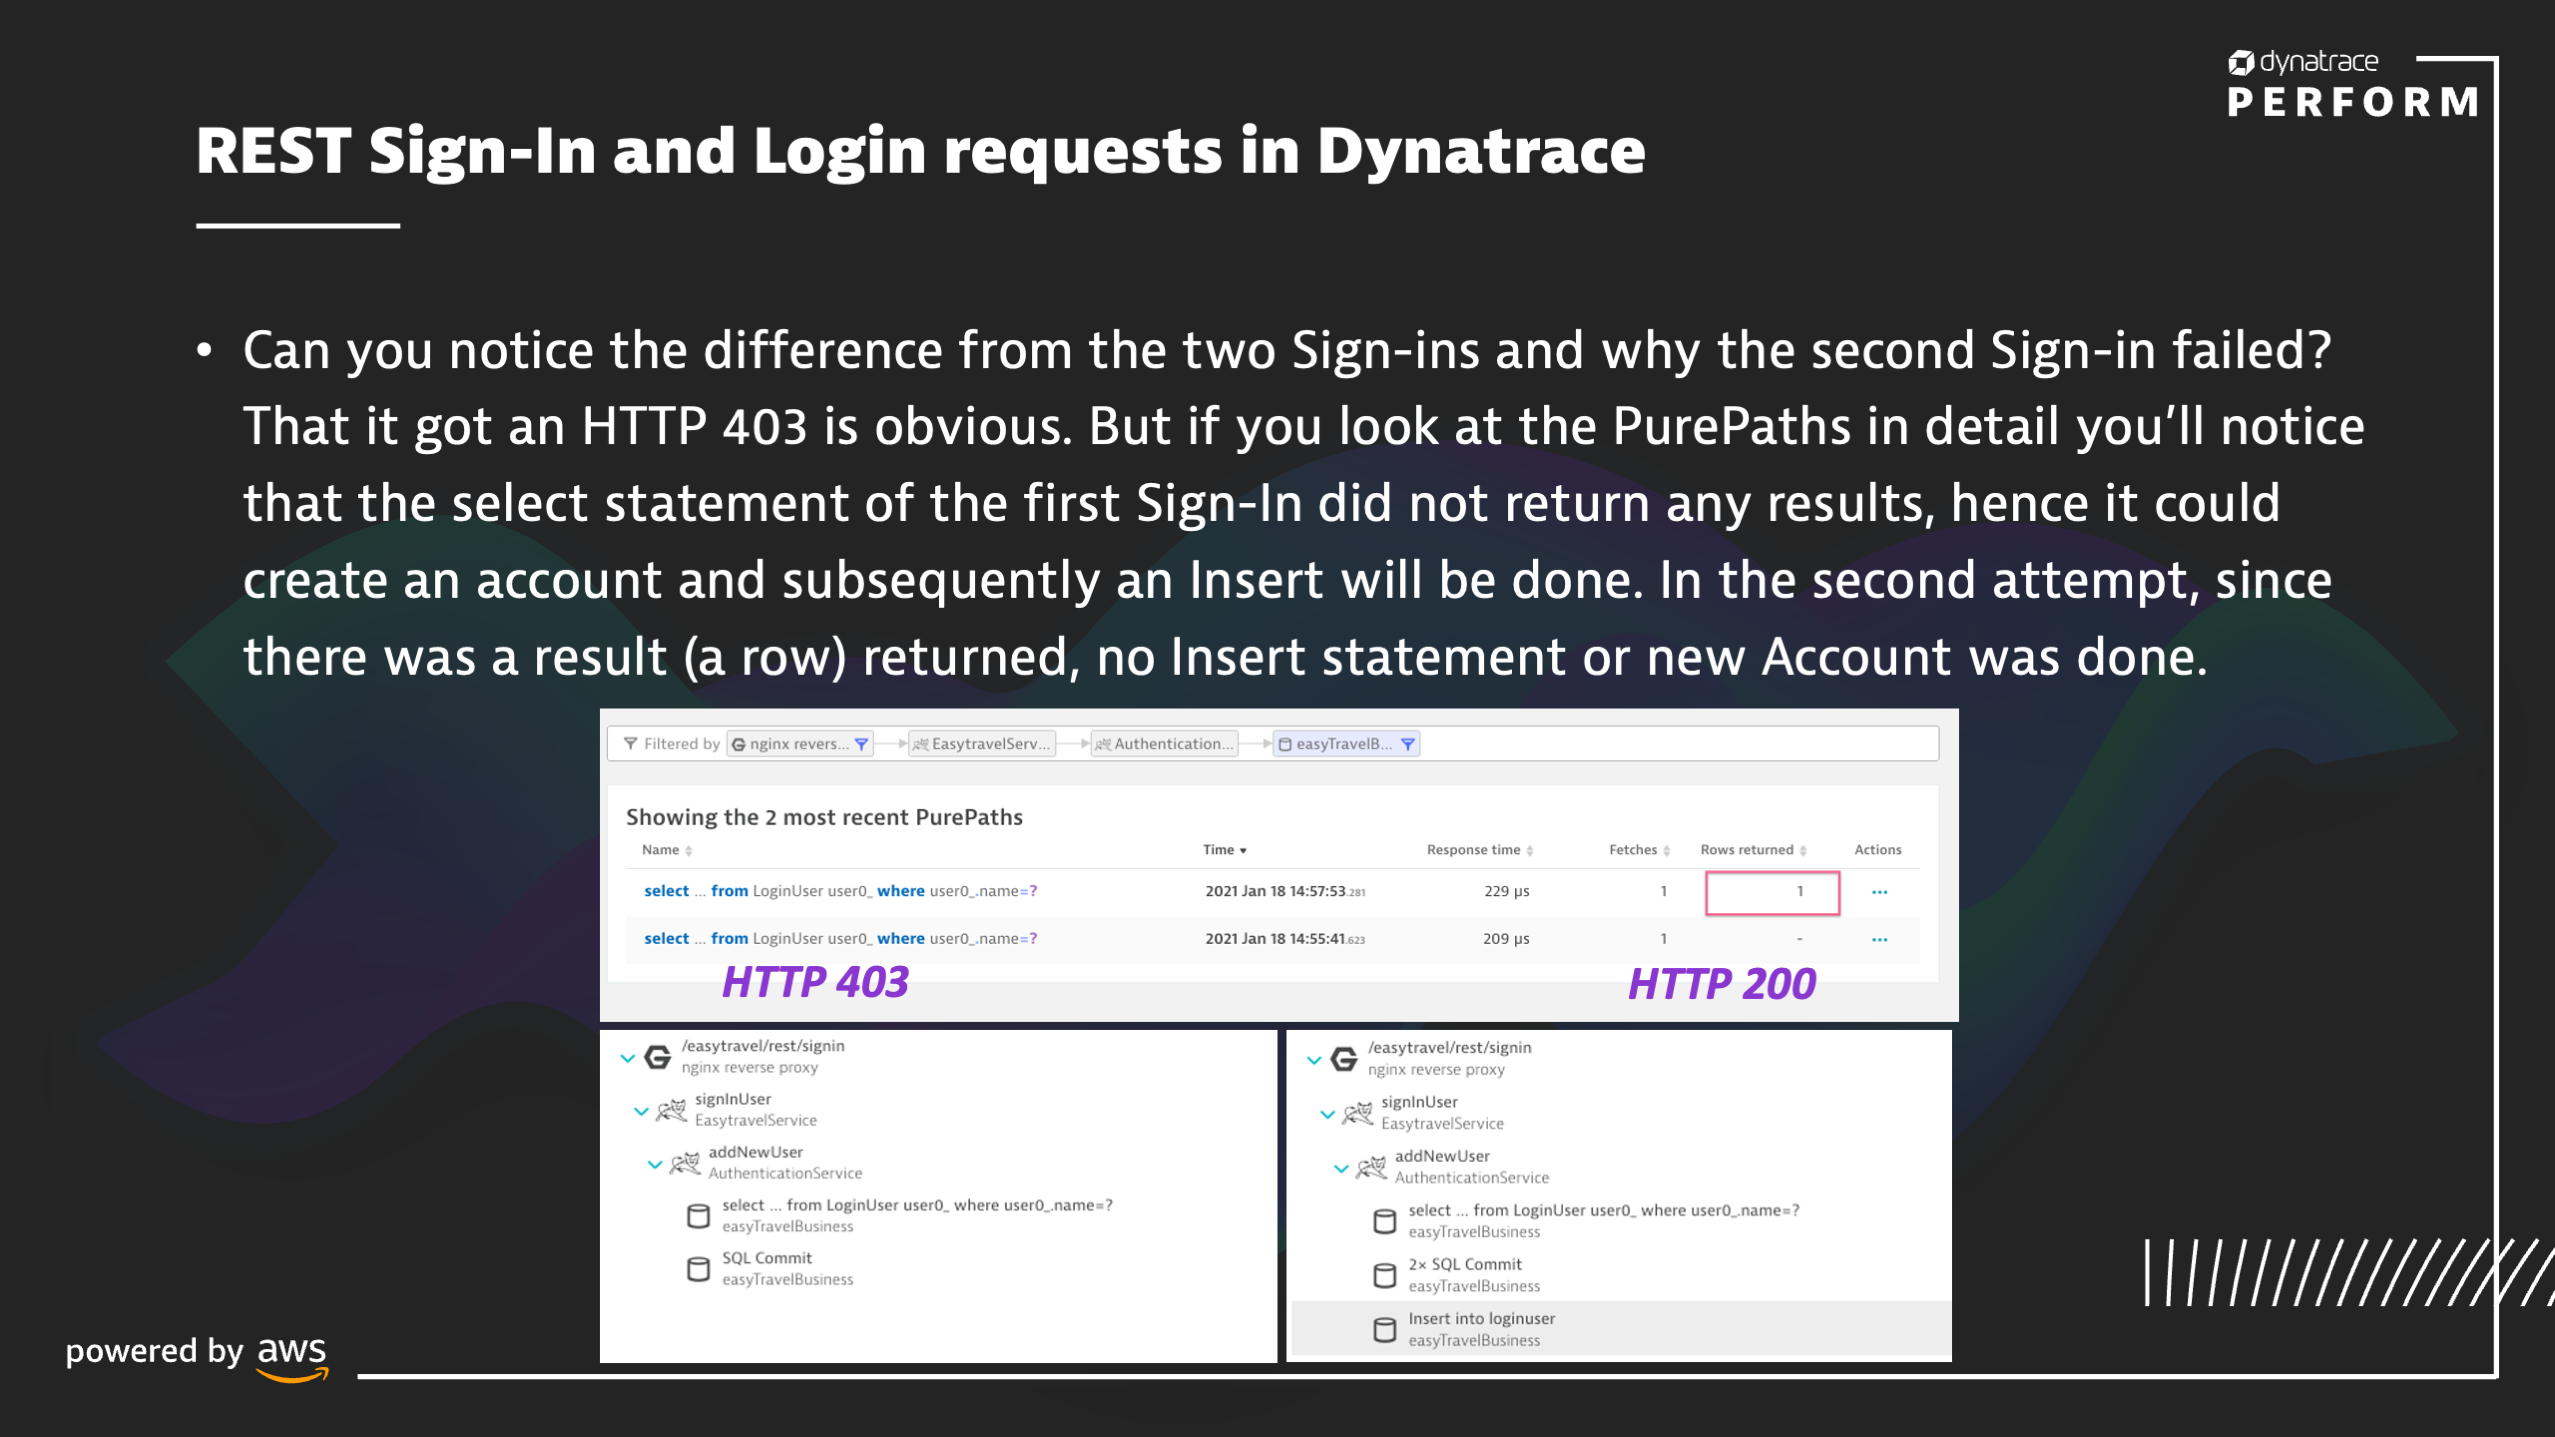 dynatrace
PERFORM
REST Sign-In and Login requests in Dynatrace
• Can you notice the difference from the two Sign-ins and why the second Sign-in failed?
That it got an HTTP 403 is obvious. But if you look at the PurePaths in detail you’ll notice
that the select statement of the first Sign-In did not return any results, hence it could
create an account and subsequently an Insert will be done. In the second attempt, since
there was a result (a row) returned, no Insert statement or new Account was done.
Filtered by nginx revers... EasytravelServ... Authentication... easyTravelB...
Showing the 2 most recent PurePaths
Name Time Response time Fetches Rows returned Actions
select ... from LoginUser user0_ where user0_.name=? 2021 Jan 18 14:57:53.281 229 µs 1 1 ...
select ... from LoginUser user0_ where user0_.name=? 2021 Jan 18 14:55:41.623 209 µs 1 - ...
HTTP 403 HTTP 200
/easytravel/rest/signin
nginx reverse proxy
signInUser
EasytravelService
addNewUser
AuthenticationService
select ... from LoginUser user0_ where user0_.name=?
easyTravelBusiness
SQL Commit
easyTravelBusiness
/easytravel/rest/signin
nginx reverse proxy
signInUser
EasytravelService
addNewUser
AuthenticationService
select ... from LoginUser user0_ where user0_.name=?
easyTravelBusiness
2× SQL Commit
easyTravelBusiness
Insert into loginuser
easyTravelBusiness
powered by aws